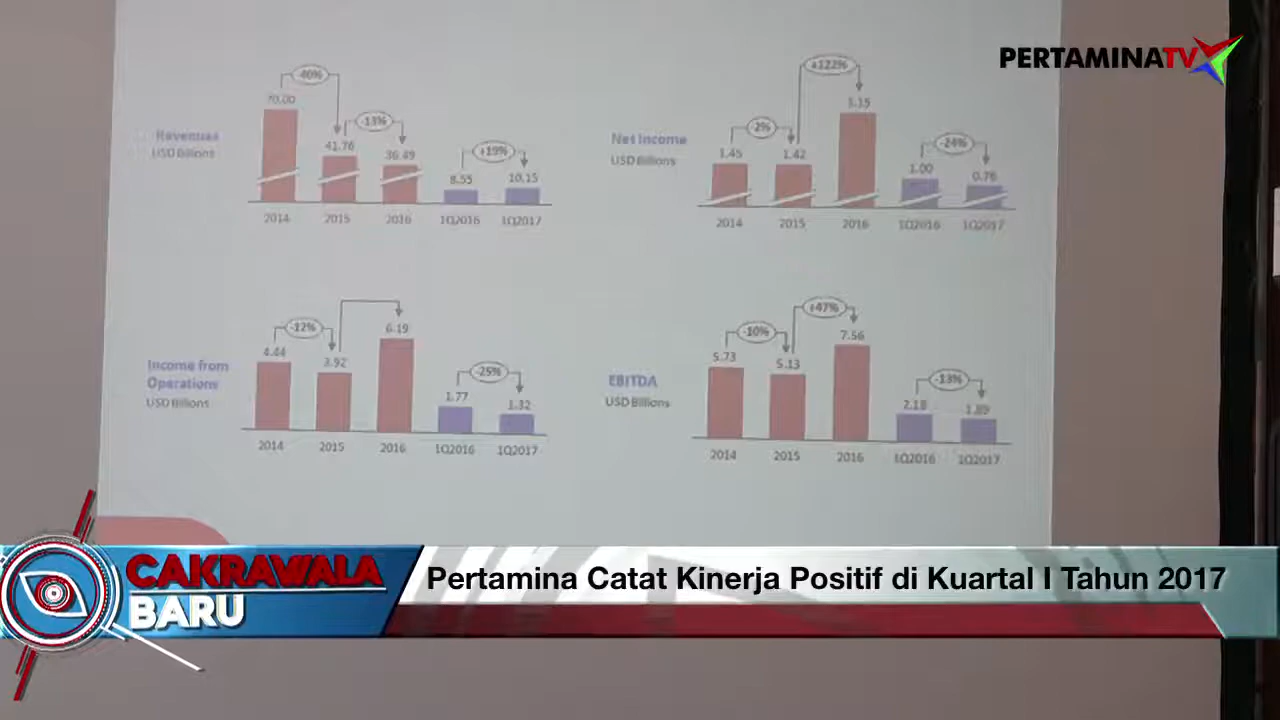 PERTAMINATV
Revenues
USD Billions
-40%
-13%
+19%
70.00
41.76
36.49
8.55
10.15
2014 2015 2016 1Q2016 1Q2017
Net Income
USD Billions
-2%
+122%
-24%
1.45
1.42
3.15
1.00
0.76
2014 2015 2016 1Q2016 1Q2017
Income from
Operations
USD Billions
-12%
-25%
4.44
3.92
6.19
1.77
1.32
2014 2015 2016 1Q2016 1Q2017
EBITDA
USD Billions
-10%
+47%
-13%
5.73
5.13
7.56
2.18
1.89
2014 2015 2016 1Q2016 1Q2017
CAKRAWALA
BARU
Pertamina Catat Kinerja Positif di Kuartal I Tahun 2017